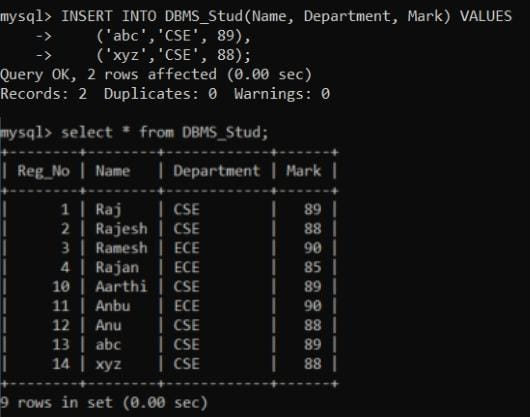 mysql> INSERT INTO DBMS_Stud(Name, Department, Mark) VALUES
    -> ('abc','CSE', 89),
    -> ('xyz','CSE', 88);
Query OK, 2 rows affected (0.00 sec)
Records: 2  Duplicates: 0  Warnings: 0
mysql> select * from DBMS_Stud;
+--------+---------+------------+------+
| Reg_No | Name    | Department | Mark |
+--------+---------+------------+------+
|      1 | Raj     | CSE        |   89 |
|      2 | Rajesh  | CSE        |   88 |
|      3 | Ramesh  | ECE        |   90 |
|      4 | Rajan   | ECE        |   85 |
|     10 | Aarthi  | CSE        |   89 |
|     11 | Anbu    | ECE        |   90 |
|     12 | Anu     | CSE        |   88 |
|     13 | abc     | CSE        |   89 |
|     14 | xyz     | CSE        |   88 |
+--------+---------+------------+------+
9 rows in set (0.00 sec)